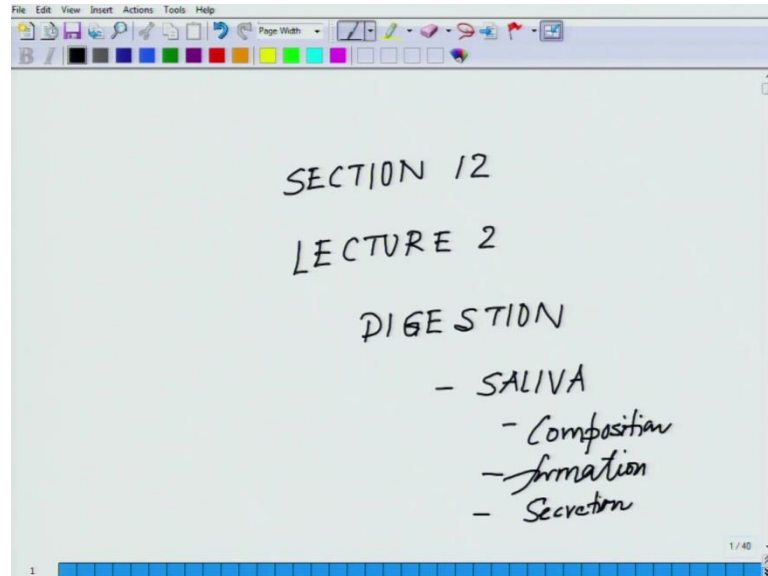 File Edit View Insert Actions Tools Help
Page Width
B I
SECTION 12
LECTURE 2
DIGESTION
- SALIVA
- Composition
- formation
- Secretion
1 / 40
1